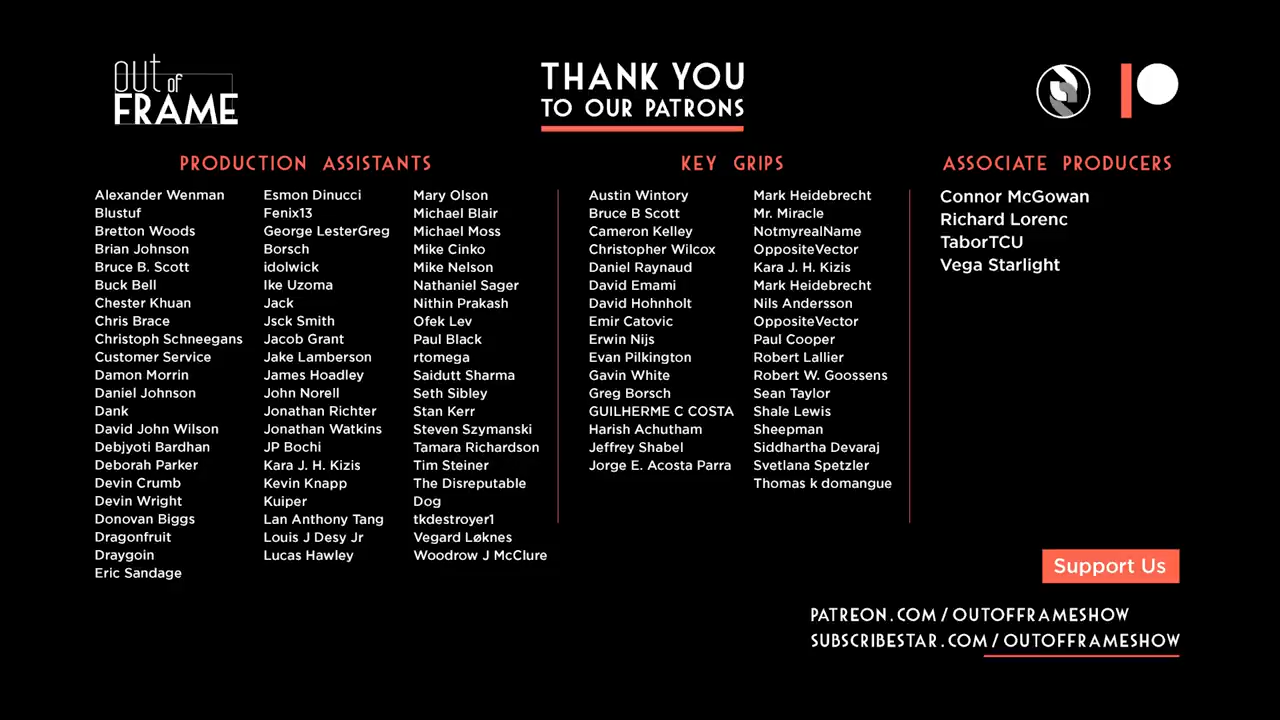 OUT OF
FRAME
THANK YOU
TO OUR PATRONS
PRODUCTION ASSISTANTS
Alexander Wenman
Blustuf
Bretton Woods
Brian Johnson
Bruce B. Scott
Buck Bell
Chester Khuan
Chris Brace
Christoph Schneegans
Customer Service
Damon Morrin
Daniel Johnson
Dank
David John Wilson
Debjyoti Bardhan
Deborah Parker
Devin Crumb
Devin Wright
Donovan Biggs
Dragonfruit
Draygoin
Eric Sandage
Esmon Dinucci
Fenix13
George LesterGreg
Borsch
idolwick
Ike Uzoma
Jack
Jsck Smith
Jacob Grant
Jake Lamberson
James Hoadley
John Norell
Jonathan Richter
Jonathan Watkins
JP Bochi
Kara J. H. Kizis
Kevin Knapp
Kuiper
Lan Anthony Tang
Louis J Desy Jr
Lucas Hawley
Mary Olson
Michael Blair
Michael Moss
Mike Cinko
Mike Nelson
Nathaniel Sager
Nithin Prakash
Ofek Lev
Paul Black
rtomega
Saidutt Sharma
Seth Sibley
Stan Kerr
Steven Szymanski
Tamara Richardson
Tim Steiner
The Disreputable
Dog
tkdestroyer1
Vegard Løknes
Woodrow J McClure
KEY GRIPS
Austin Wintory
Bruce B Scott
Cameron Kelley
Christopher Wilcox
Daniel Raynaud
David Emami
David Hohnholt
Emir Catovic
Erwin Nijs
Evan Pilkington
Gavin White
Greg Borsch
GUILHERME C COSTA
Harish Achutham
Jeffrey Shabel
Jorge E. Acosta Parra
Mark Heidebrecht
Mr. Miracle
NotmyrealName
OppositeVector
Kara J. H. Kizis
Mark Heidebrecht
Nils Andersson
OppositeVector
Paul Cooper
Robert Lallier
Robert W. Goossens
Sean Taylor
Shale Lewis
Sheepman
Siddhartha Devaraj
Svetlana Spetzler
Thomas k domangue
ASSOCIATE PRODUCERS
Connor McGowan
Richard Lorenc
TaborTCU
Vega Starlight
Support Us
PATREON.COM/OUTOFFRAMESHOW
SUBSCRIBESTAR.COM/OUTOFFRAMESHOW